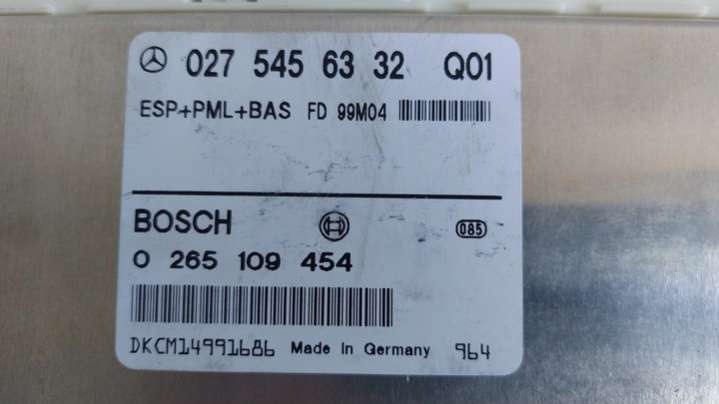 027 545 63 32 Q01
ESP+PML+BAS FD 99M04
BOSCH 085
0 265 109 454
DKCM14991686 Made in Germany 964